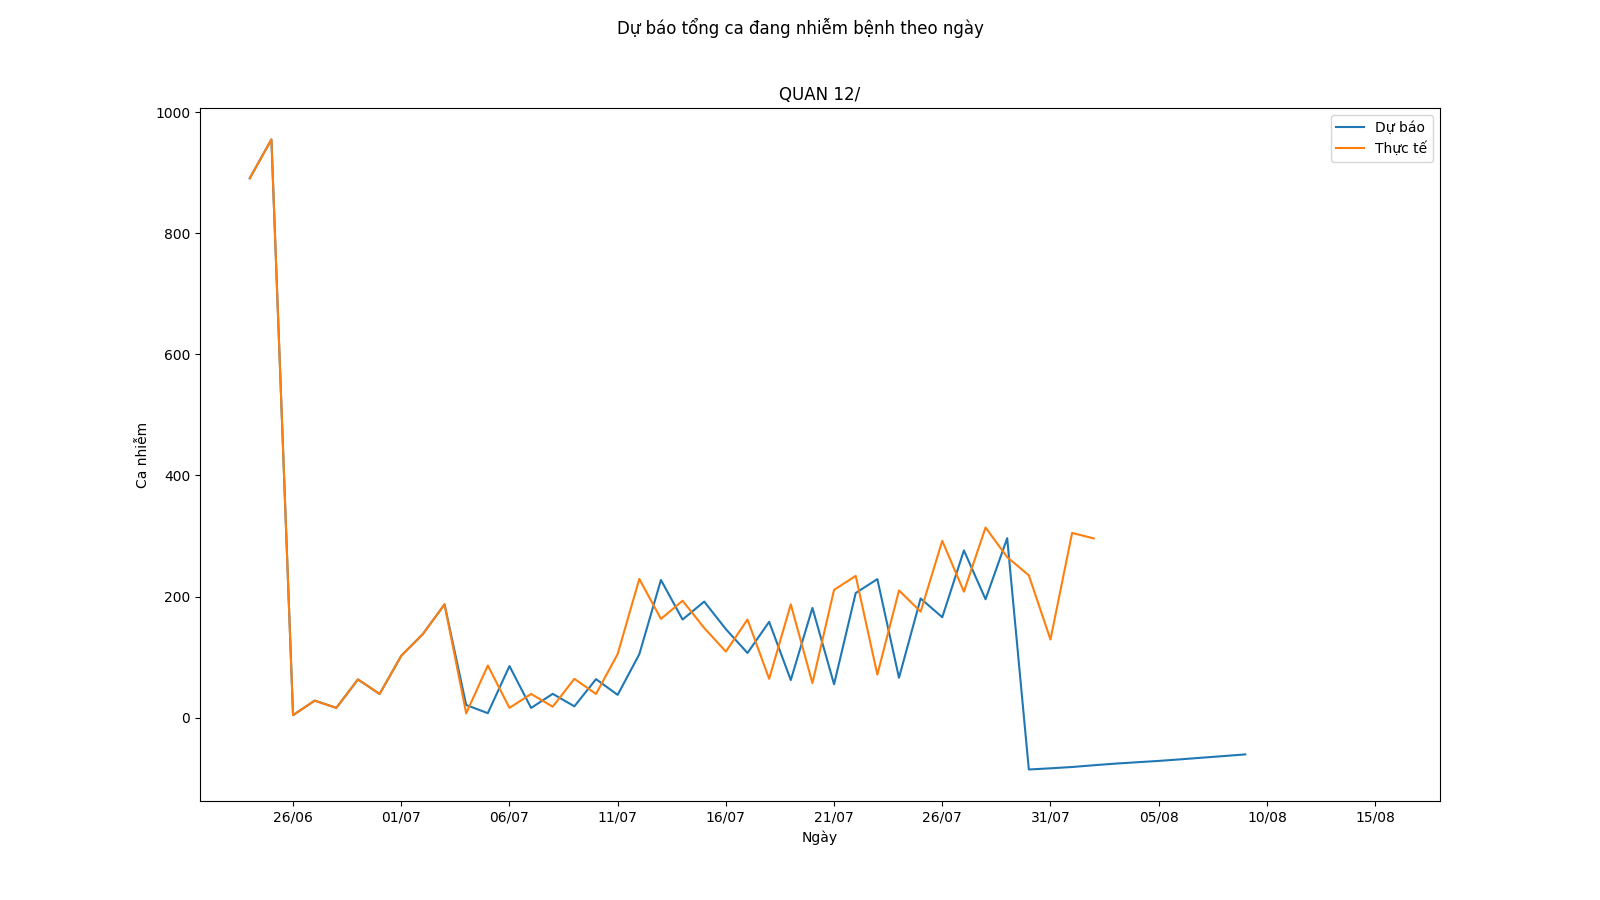 Dự báo tổng ca đang nhiễm bệnh theo ngày
QUAN 12/
1000
800
600
400
200
0
Ca nhiễm
Dự báo
Thực tế
26/06 01/07 06/07 11/07 16/07 21/07 26/07 31/07 05/08 10/08 15/08
Ngày